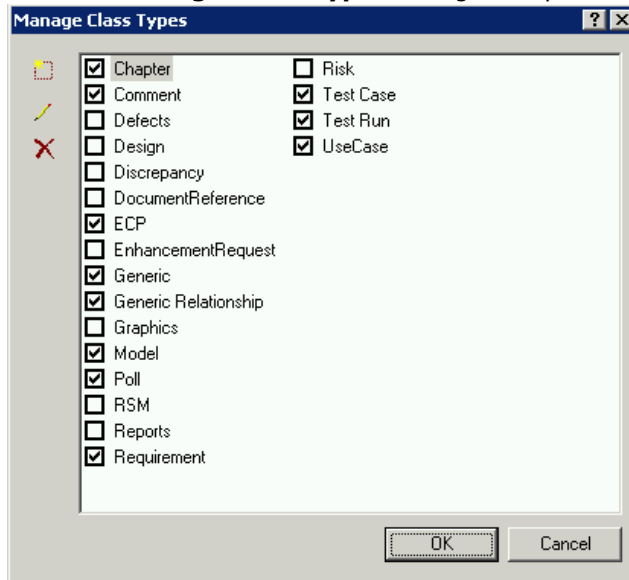 Manage Class Types
Chapter
Comment
Defects
Design
Discrepancy
DocumentReference
ECP
EnhancementRequest
Generic
Generic Relationship
Graphics
Model
Poll
RSM
Reports
Requirement
Risk
Test Case
Test Run
UseCase
OK
Cancel